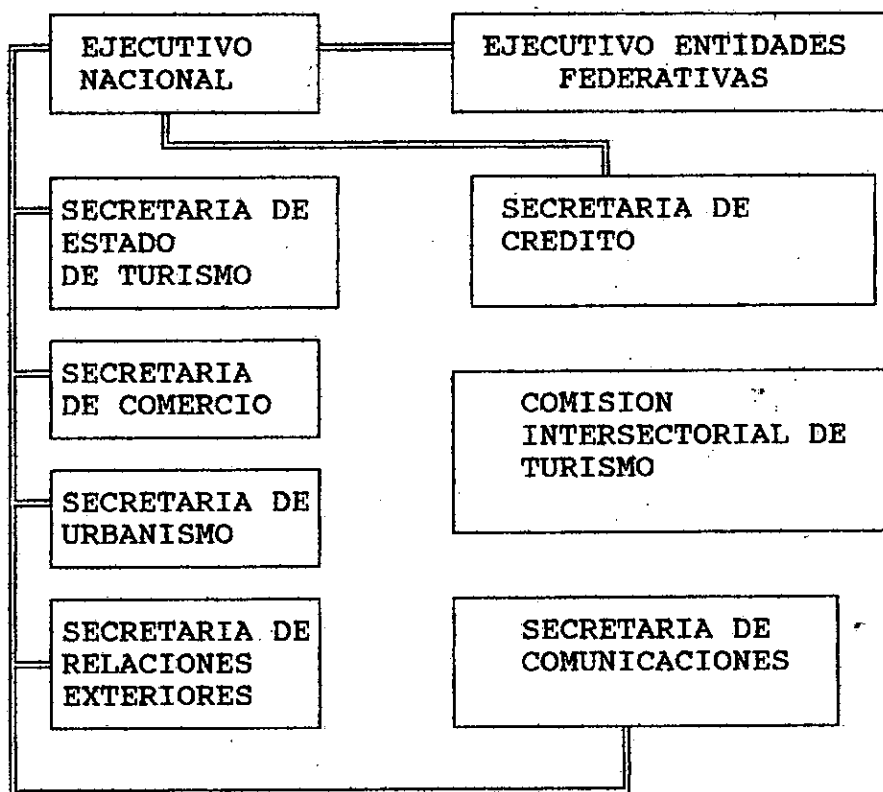 EJECUTIVO
NACIONAL
EJECUTIVO ENTIDADES
FEDERATIVAS
SECRETARIA DE
ESTADO
DE TURISMO
SECRETARIA DE
CREDITO
SECRETARIA
DE COMERCIO
COMISION
INTERSECTORIAL DE
TURISMO
SECRETARIA DE
URBANISMO
SECRETARIA DE
RELACIONES
EXTERIORES
SECRETARIA DE
COMUNICACIONES